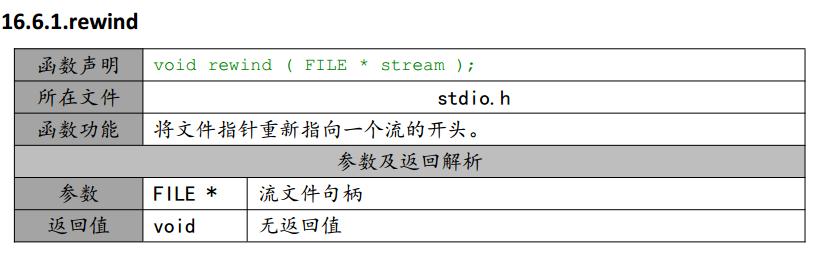 16.6.1.rewind
函数声明 void rewind ( FILE * stream );
所在文件 stdio.h
函数功能 将文件指针重新指向一个流的开头。
参数及返回解析
参数 FILE * 流文件句柄
返回值 void 无返回值